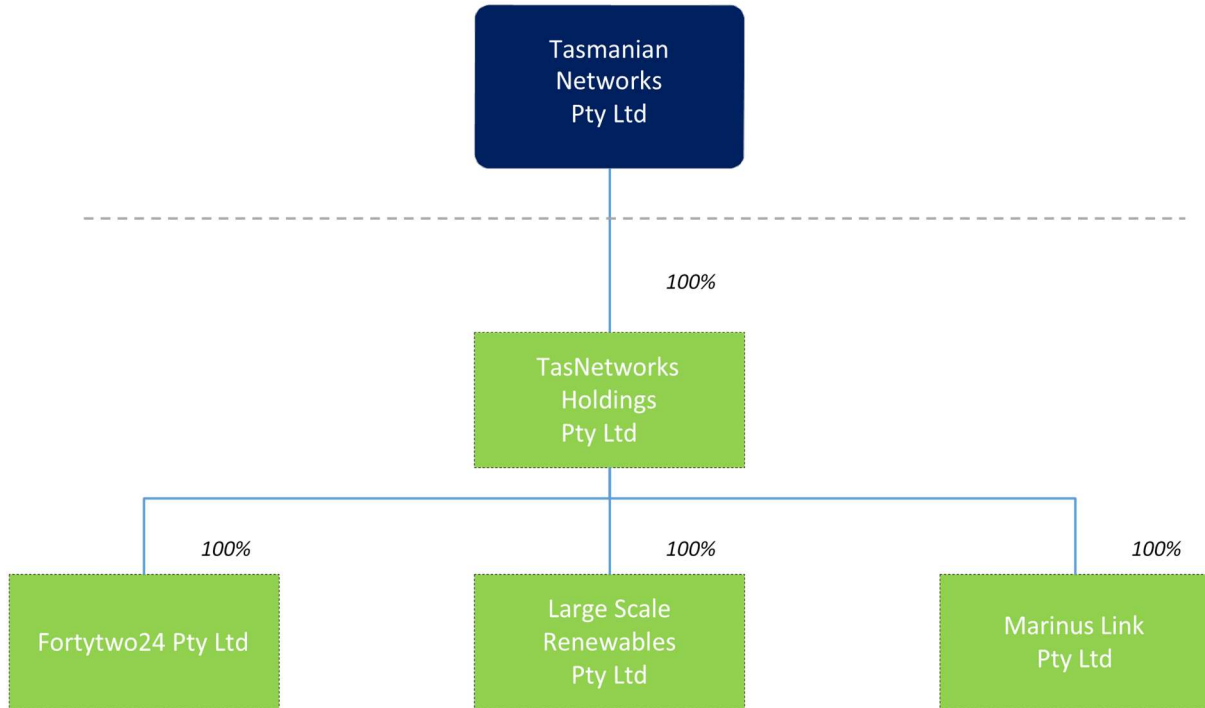 Tasmanian
Networks
Pty Ltd
100%
TasNetworks
Holdings
Pty Ltd
100%
100%
100%
Fortytwo24 Pty Ltd
Large Scale
Renewables
Pty Ltd
Marinus Link
Pty Ltd